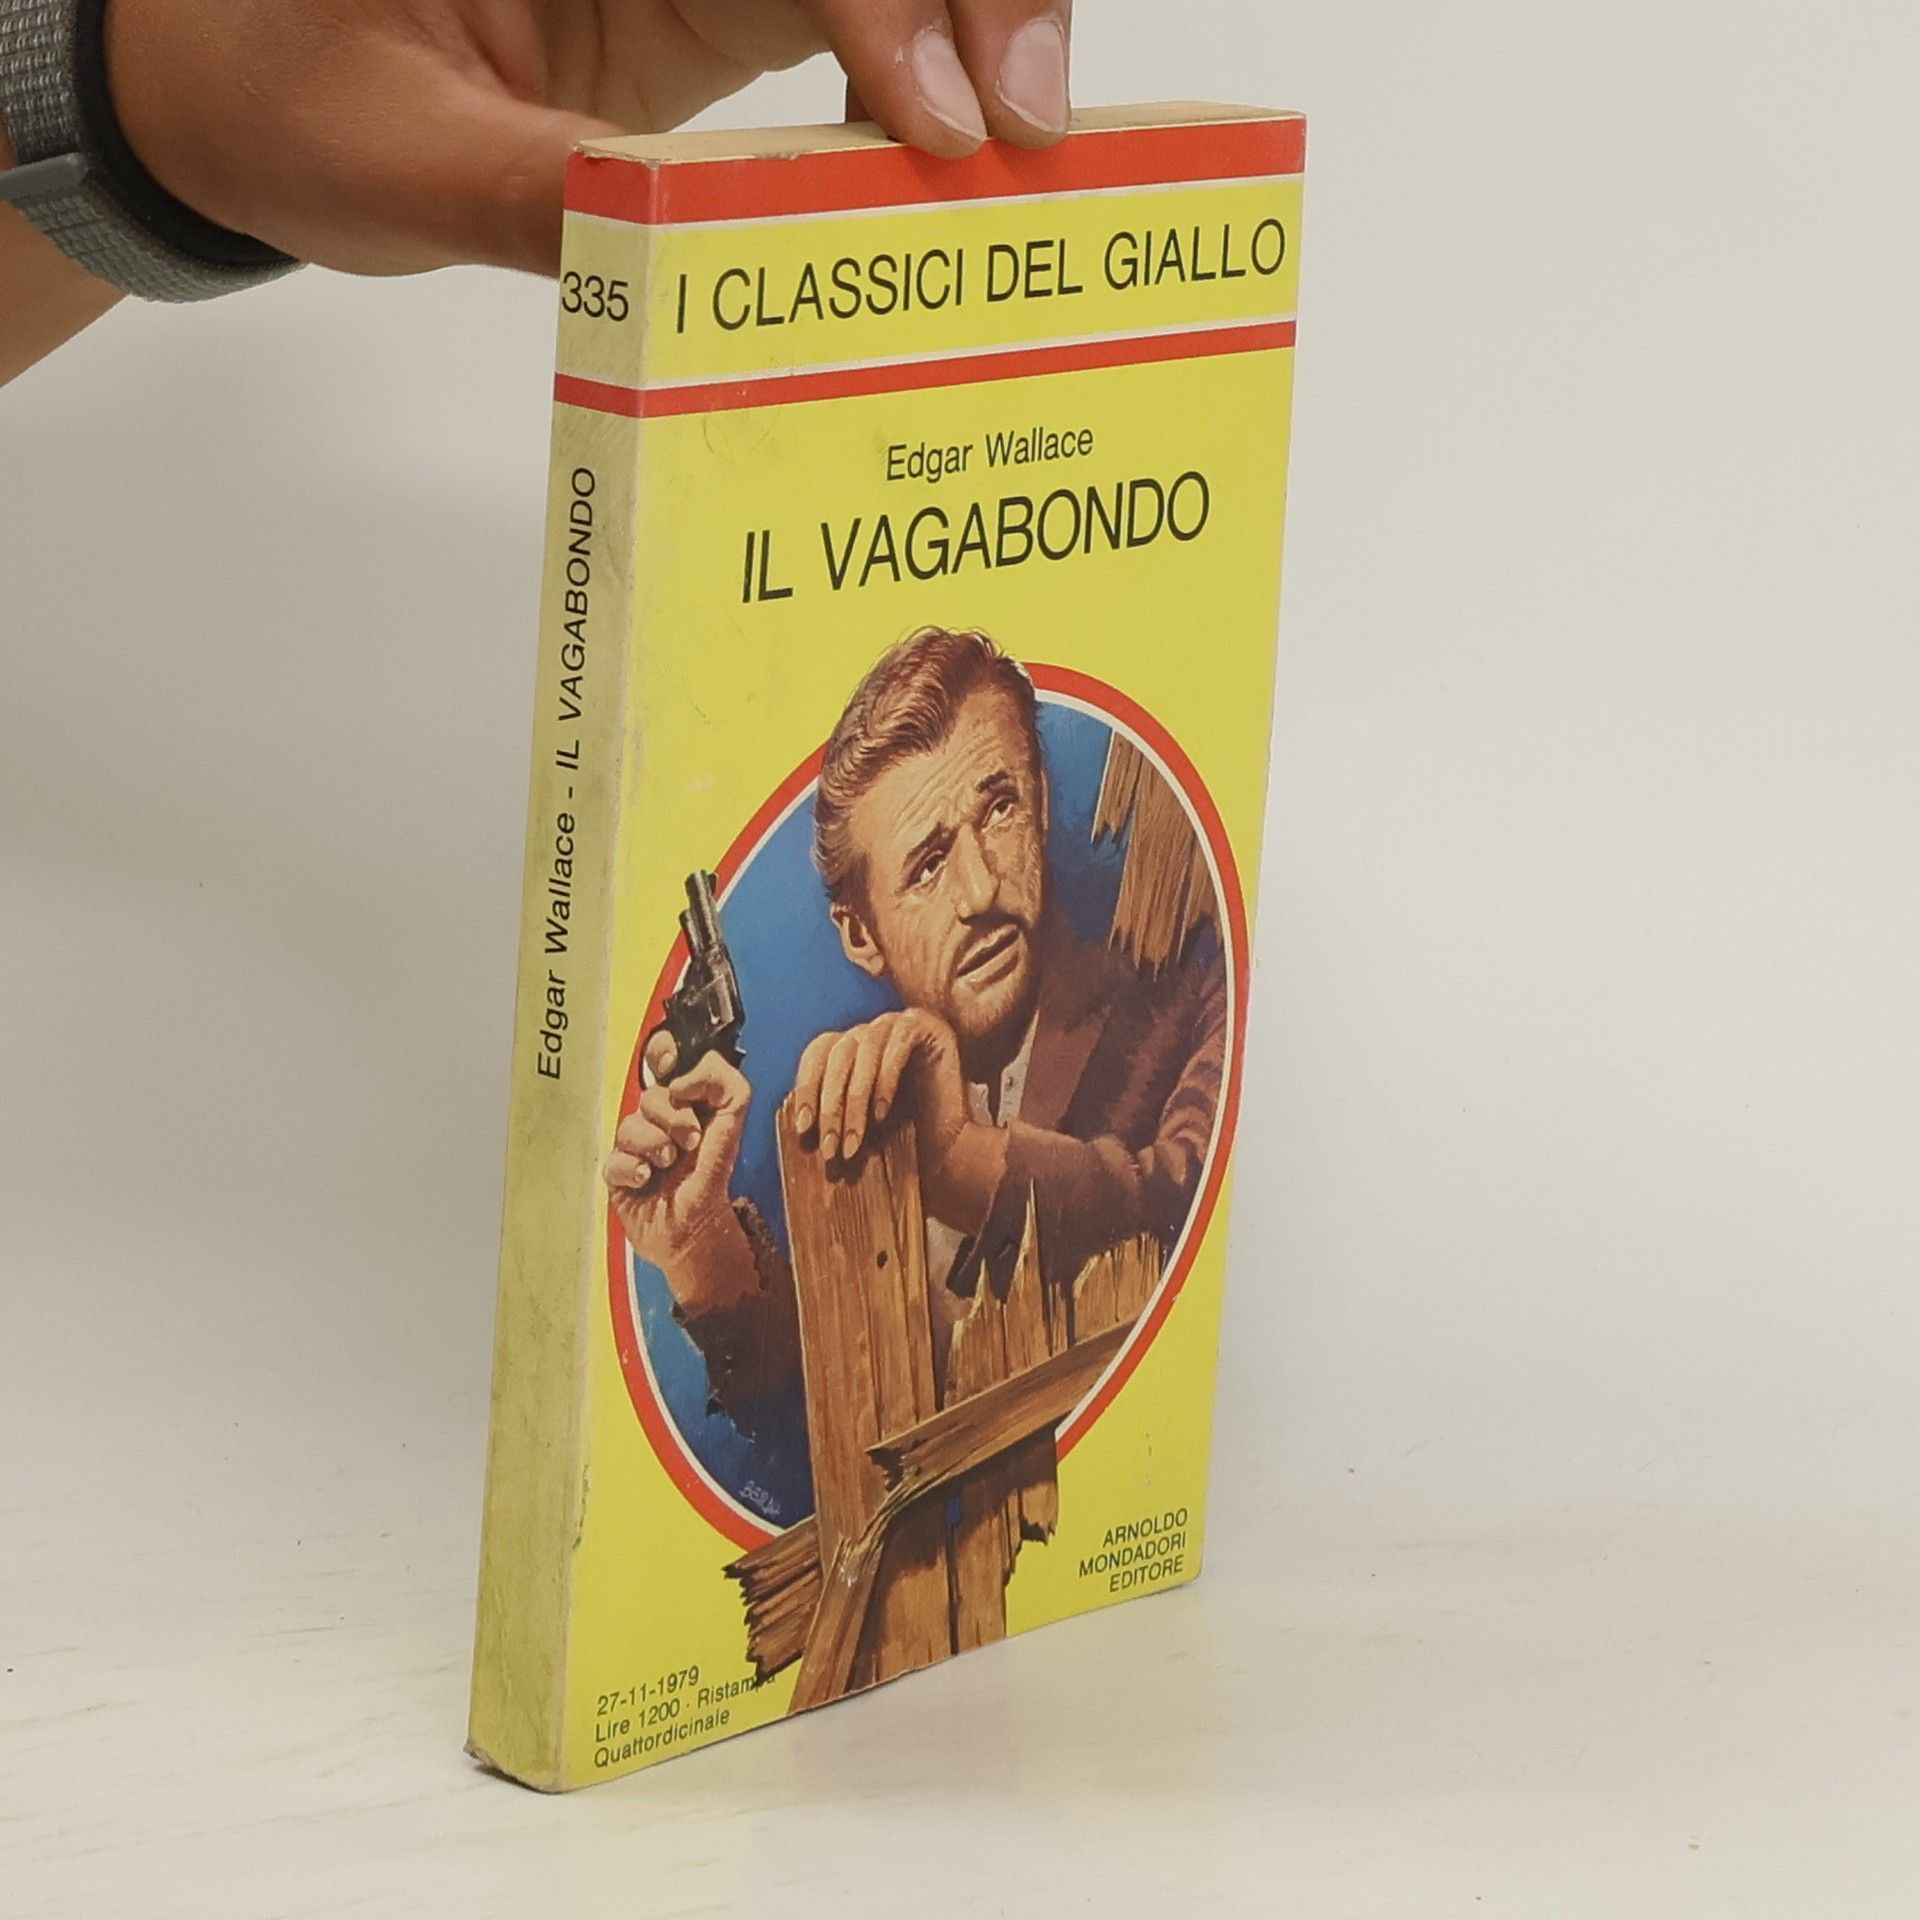 335
I CLASSICI DEL GIALLO
Edgar Wallace
IL VAGABONDO
Edgar Wallace - IL VAGABONDO
ARNOLDO
MONDADORI
EDITORE
27-11-1979
Lire 1200 · Ristampa
Quattordicinale